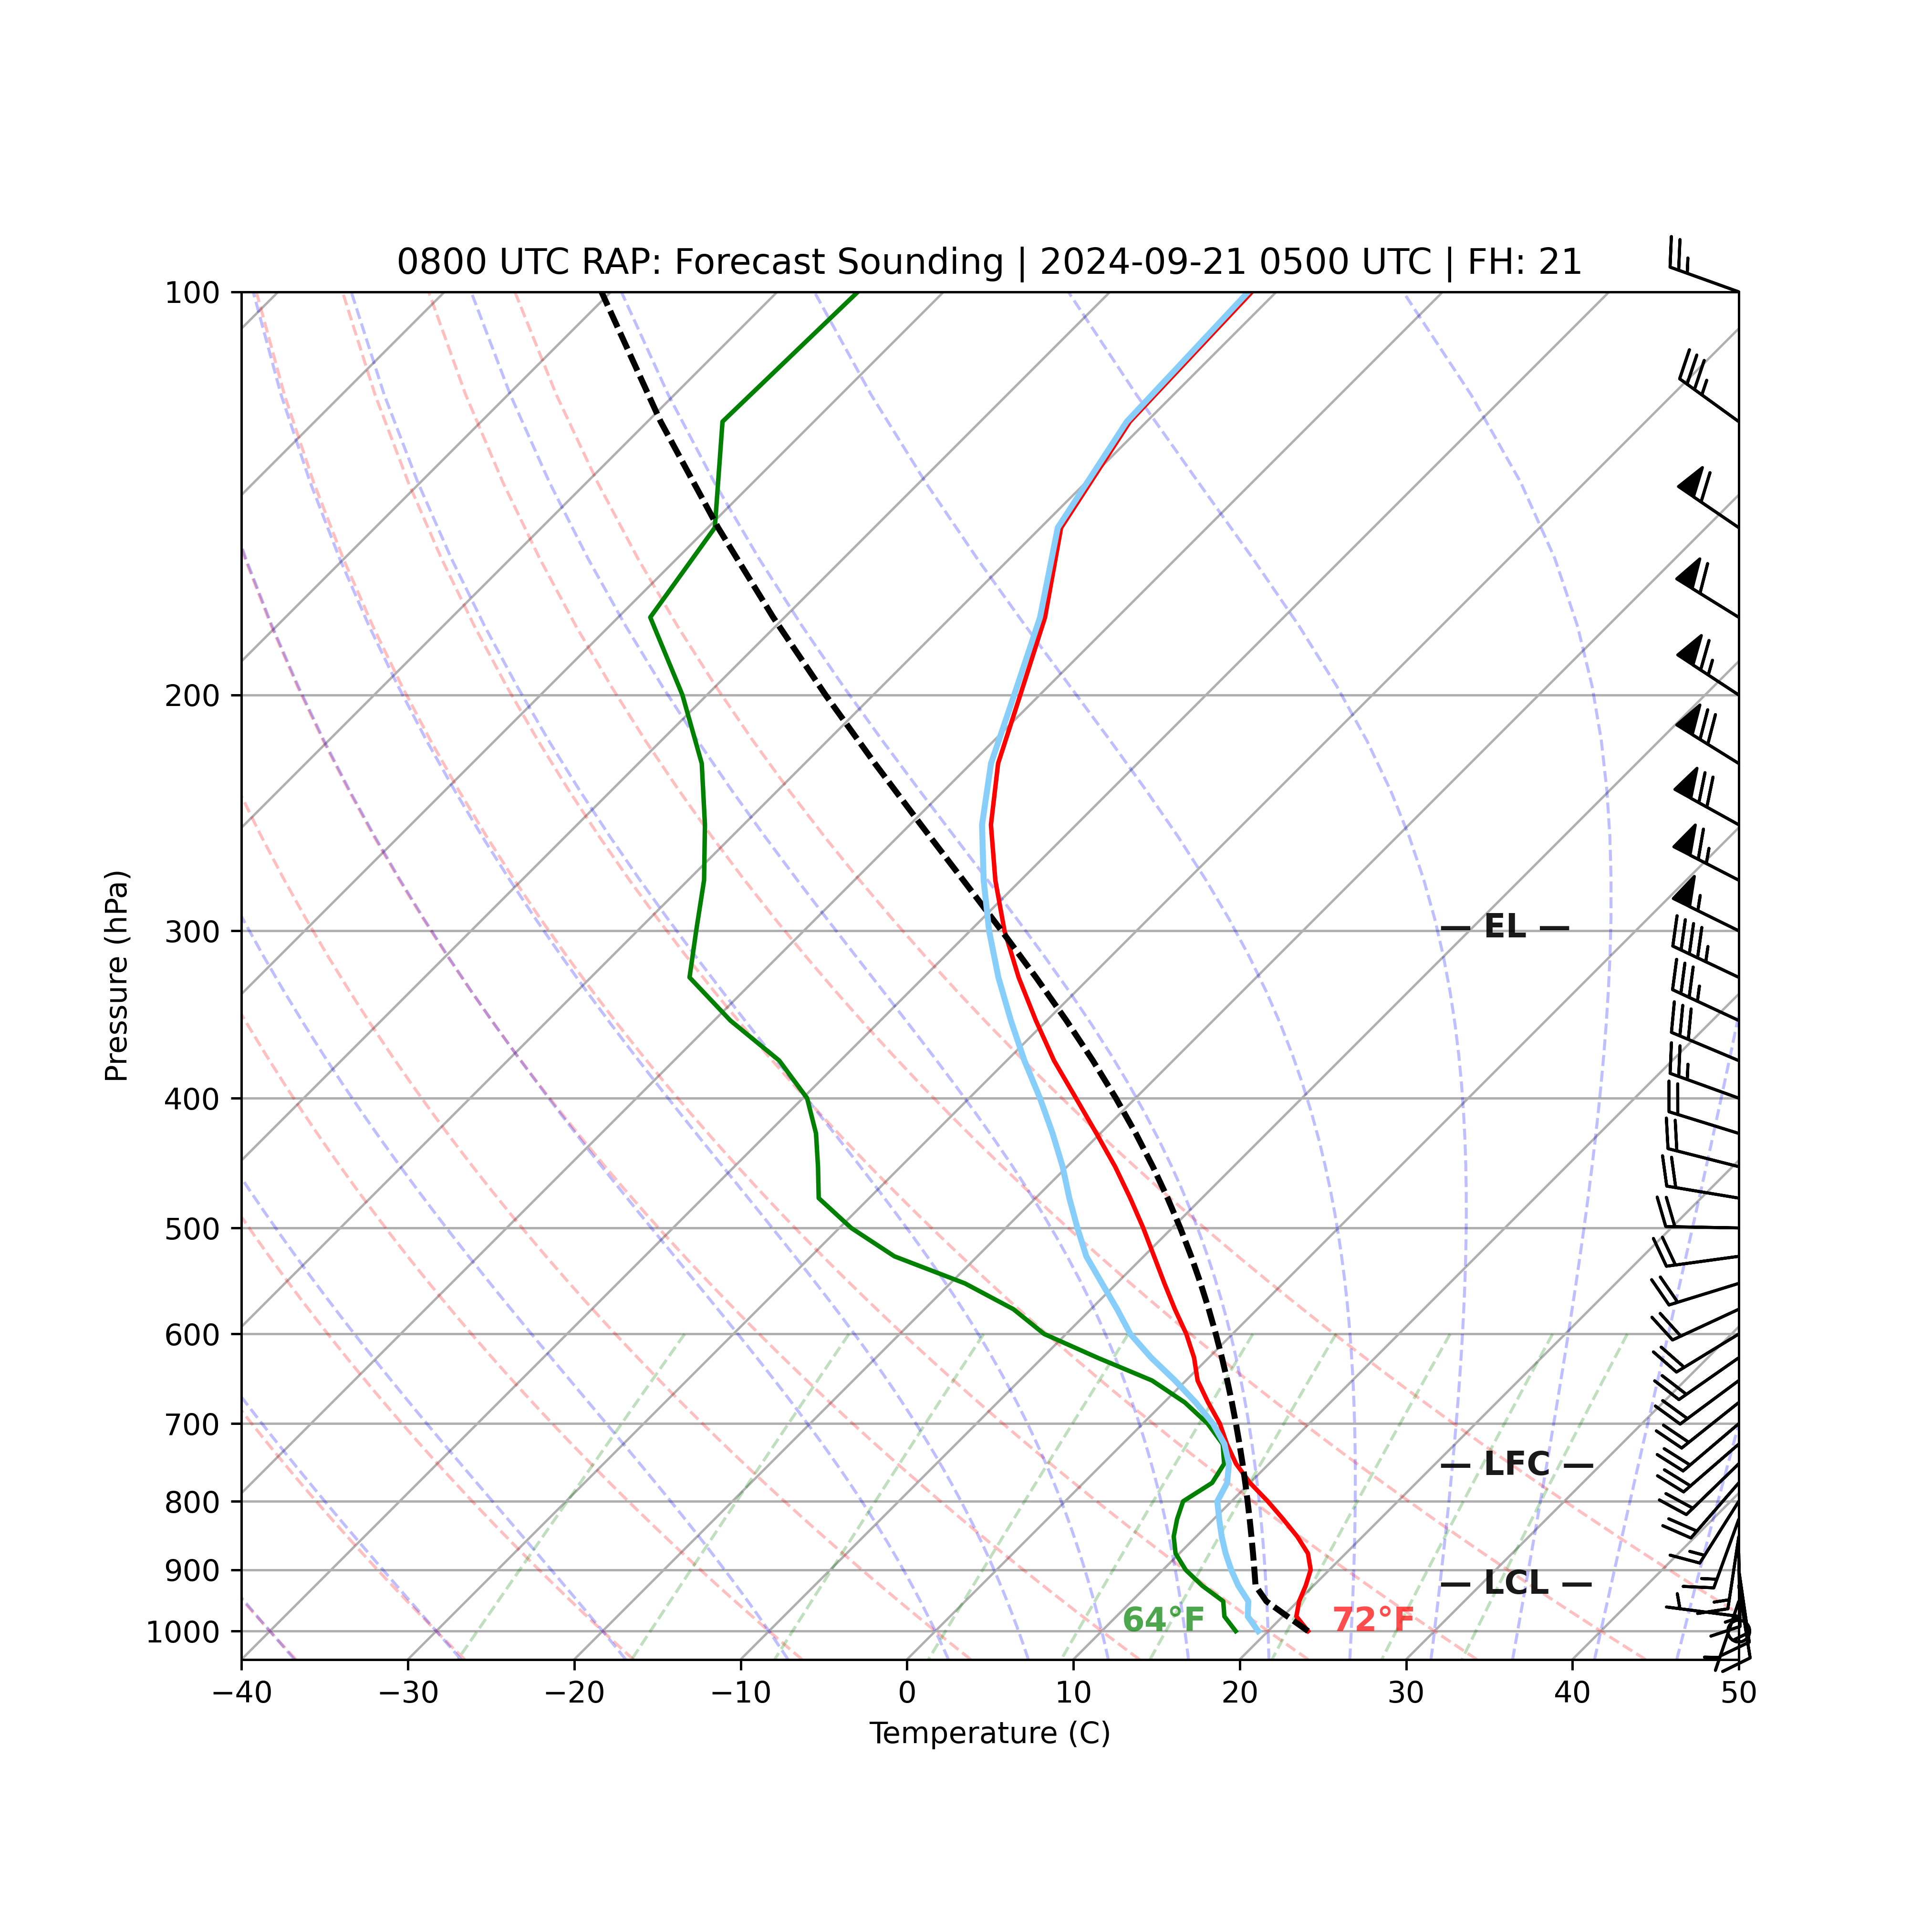 0800 UTC RAP: Forecast Sounding | 2024-09-21 0500 UTC | FH: 21
100
200
300
400
500
600
700
800
900
1000
Pressure (hPa)
— EL —
— LFC —
— LCL —
64°F
72°F
−40 −30 −20 −10 0 10 20 30 40 50
Temperature (C)